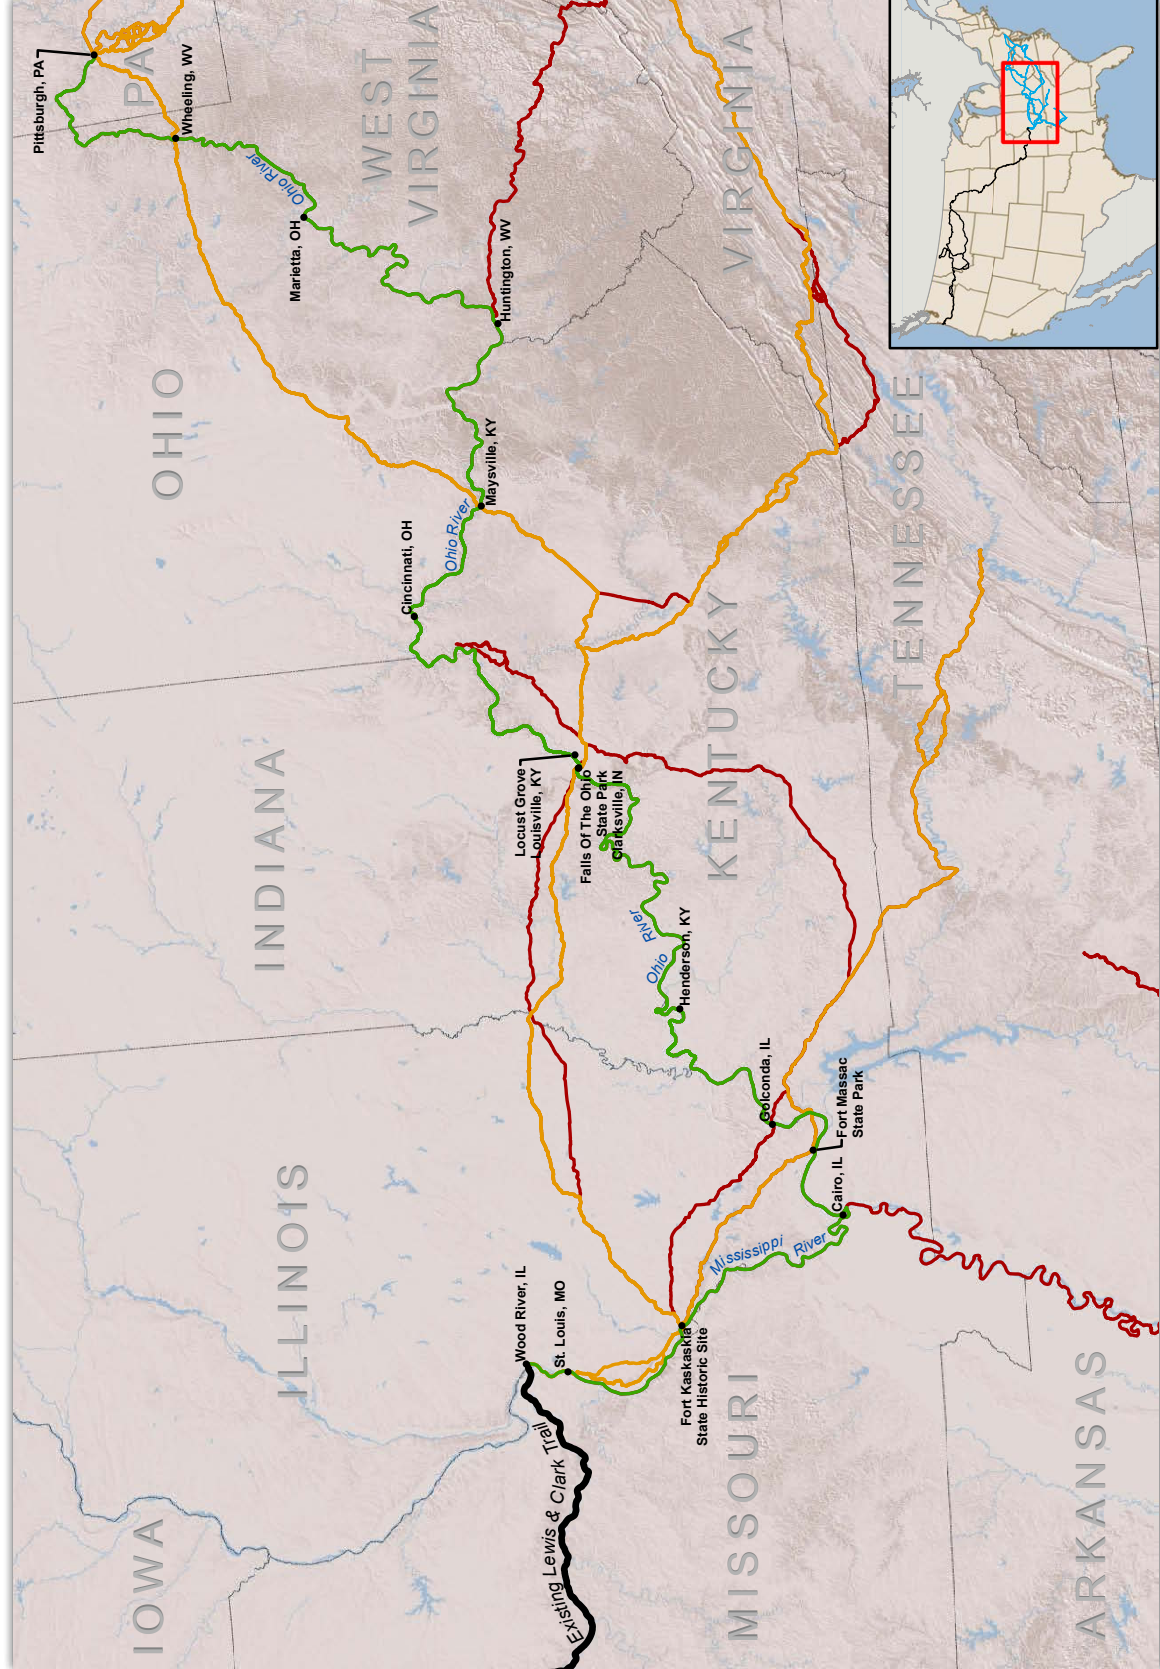 Pittsburgh, PA
PA
Wheeling, WV
WEST
VIRGINIA
Ohio River
Marietta, OH
Huntington, WV
VIRGINIA
OHIO
Maysville, KY
Ohio River
Cincinnati, OH
TENNESSEE
KENTUCKY
INDIANA
Locust Grove
Louisville, KY
Falls Of The Ohio
State Park
Clarksville, IN
Ohio River
Henderson, KY
Golconda, IL
Fort Massac
State Park
Cairo, IL
ILLINOIS
Mississippi River
Wood River, IL
St. Louis, MO
Fort Kaskaskia
State Historic Site
Existing Lewis & Clark Trail
MISSOURI
ARKANSAS
IOWA